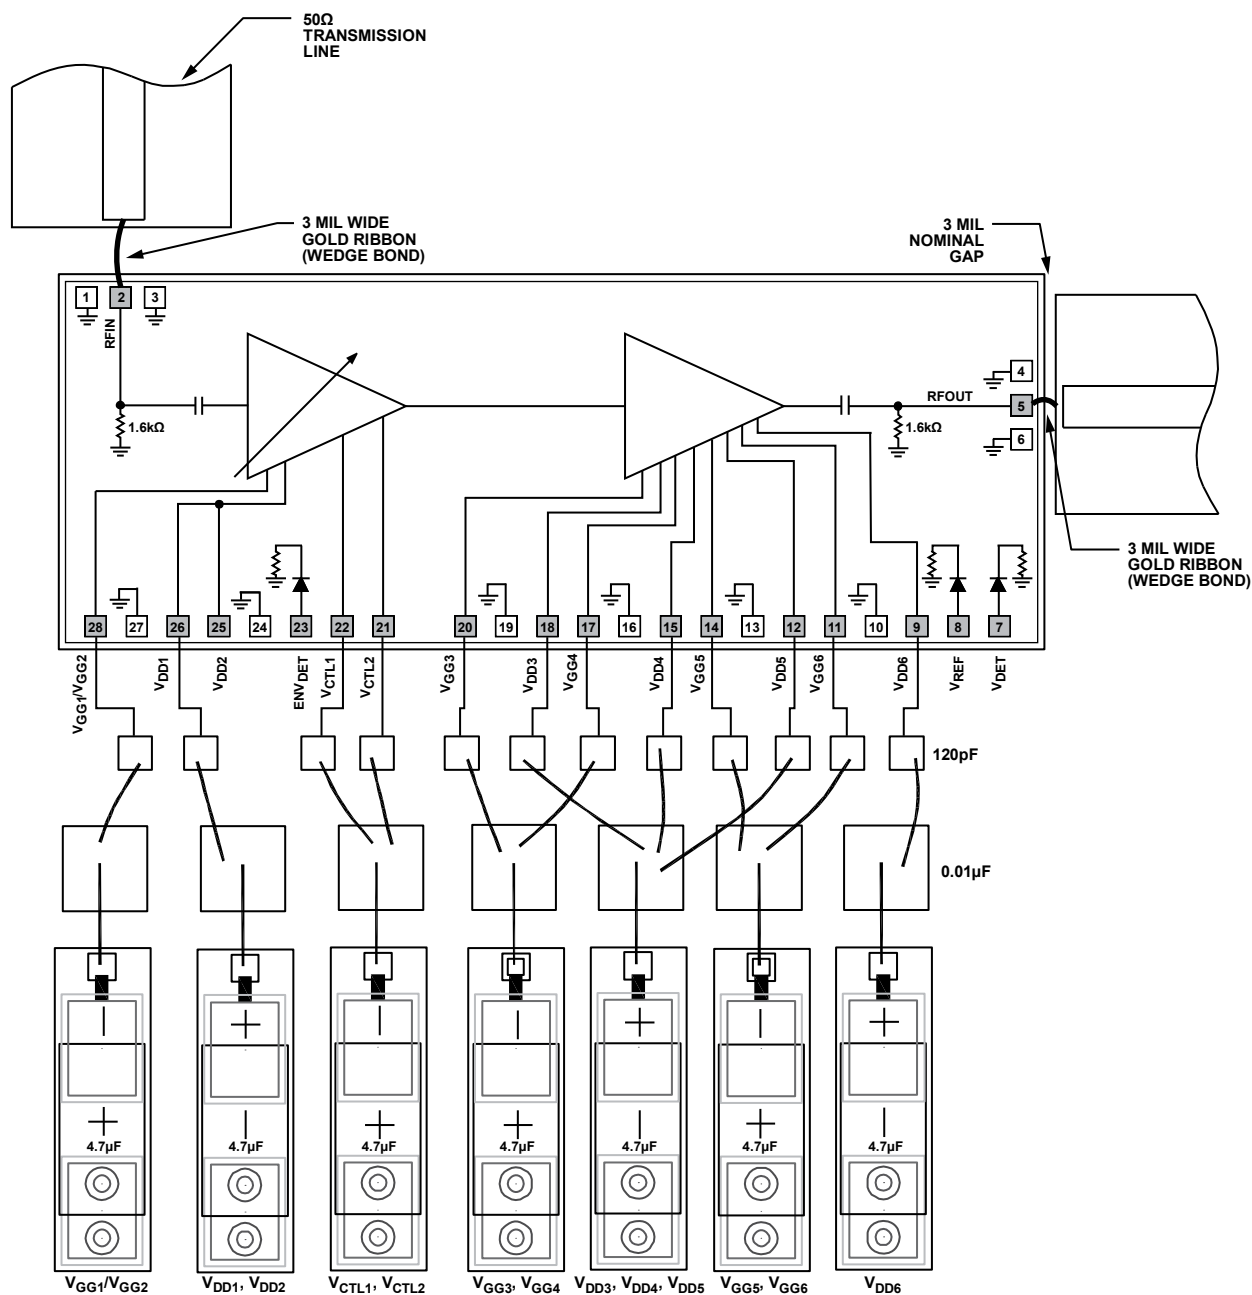 50Ω
TRANSMISSION
LINE
3 MIL WIDE
GOLD RIBBON
(WEDGE BOND)
3 MIL
NOMINAL
GAP
1
2
3
RFIN
4
RFOUT
5
6
1.6kΩ
1.6kΩ
3 MIL WIDE
GOLD RIBBON
(WEDGE BOND)
28
27
26
25
24
23
22
21
20
19
18
17
16
15
14
13
12
11
10
9
8
7
VGG1/VGG2
VDD1
VDD2
ENVDET
VCTL1
VCTL2
VGG3
VDD3
VGG4
VDD4
VGG5
VDD5
VGG6
VDD6
VREF
VDET
120pF
0.01µF
4.7µF
4.7µF
4.7µF
4.7µF
4.7µF
4.7µF
4.7µF
VGG1/VGG2
VDD1, VDD2
VCTL1, VCTL2
VGG3, VGG4
VDD3, VDD4, VDD5
VGG5, VGG6
VDD6